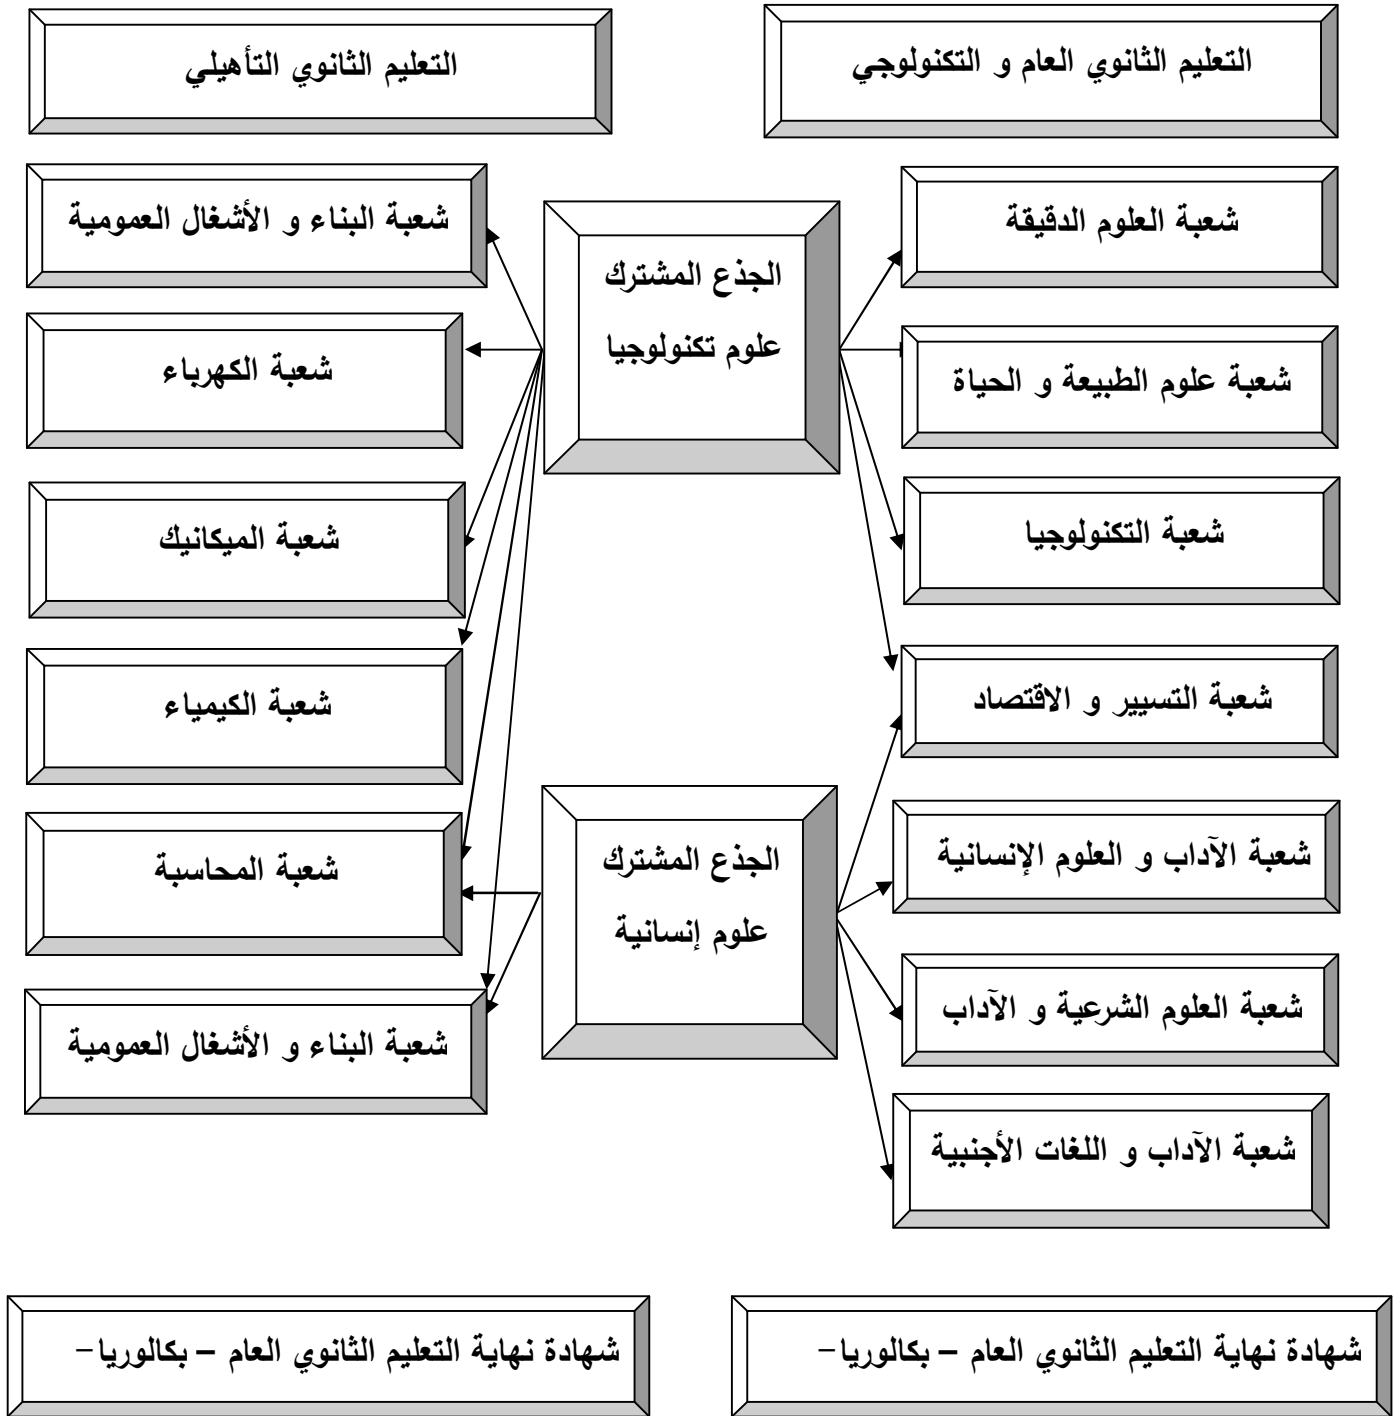 التعليم الثانوي العام و التكنولوجي
التعليم الثانوي التأهيلي
شعبة العلوم الدقيقة
شعبة البناء و الأشغال العمومية
الجذع المشترك
علوم تكنولوجيا
شعبة علوم الطبيعة و الحياة
شعبة الكهرباء
شعبة التكنولوجيا
شعبة الميكانيك
شعبة التسيير و الاقتصاد
شعبة الكيمياء
شعبة الآداب و العلوم الإنسانية
الجذع المشترك
علوم إنسانية
شعبة المحاسبة
شعبة العلوم الشرعية و الآداب
شعبة البناء و الأشغال العمومية
شعبة الآداب و اللغات الأجنبية
شهادة نهاية التعليم الثانوي العام – بكالوريا-
شهادة نهاية التعليم الثانوي العام – بكالوريا-